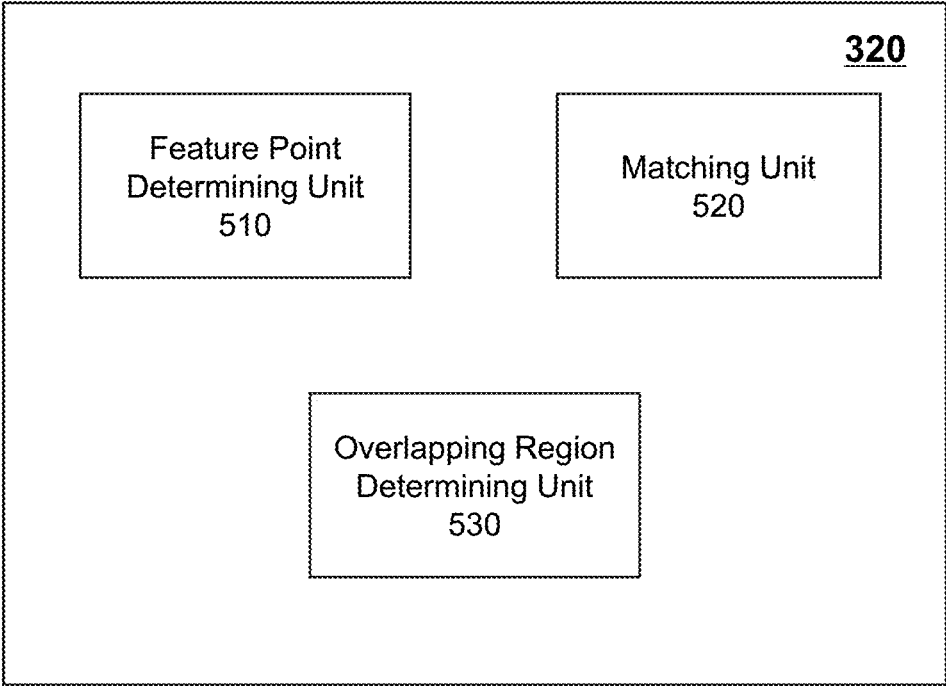 320
Feature Point
Determining Unit
510
Matching Unit
520
Overlapping Region
Determining Unit
530